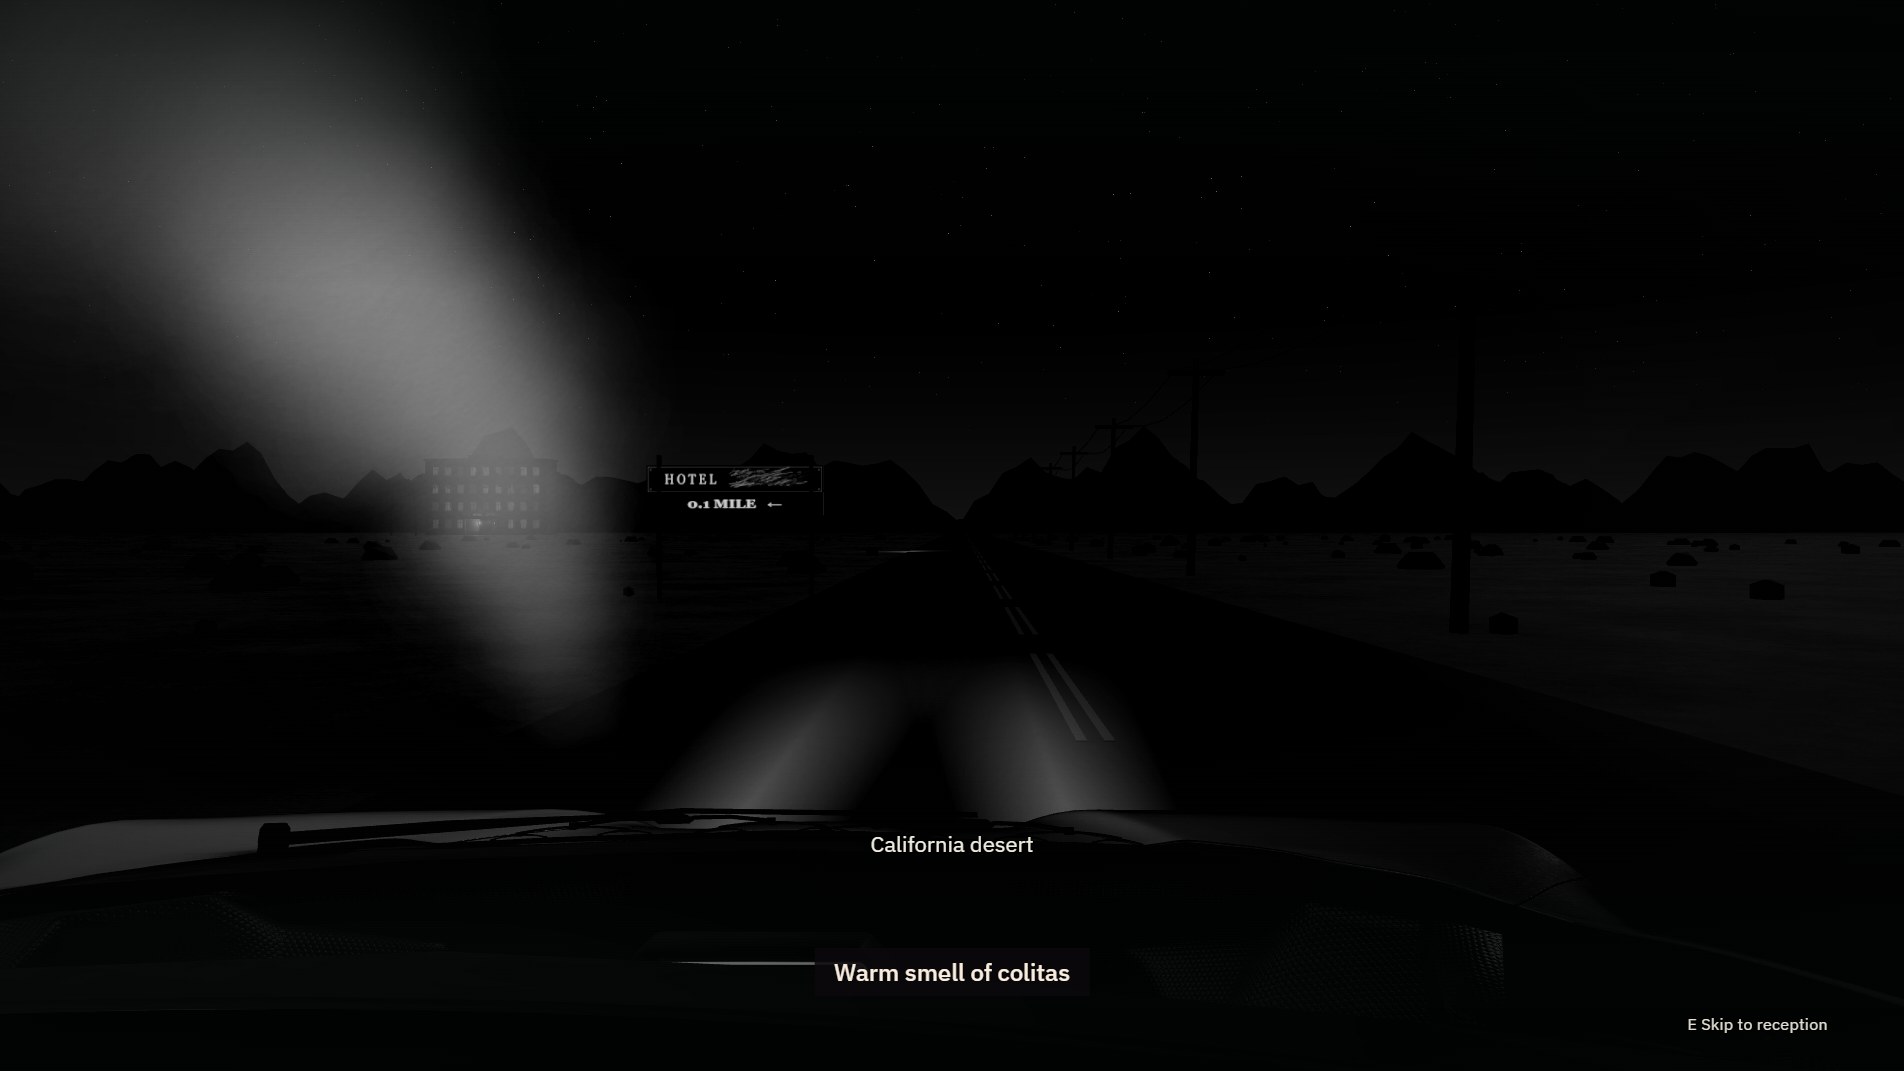 HOTEL
0.1 MILE ←
California desert
Warm smell of colitas
E Skip to reception